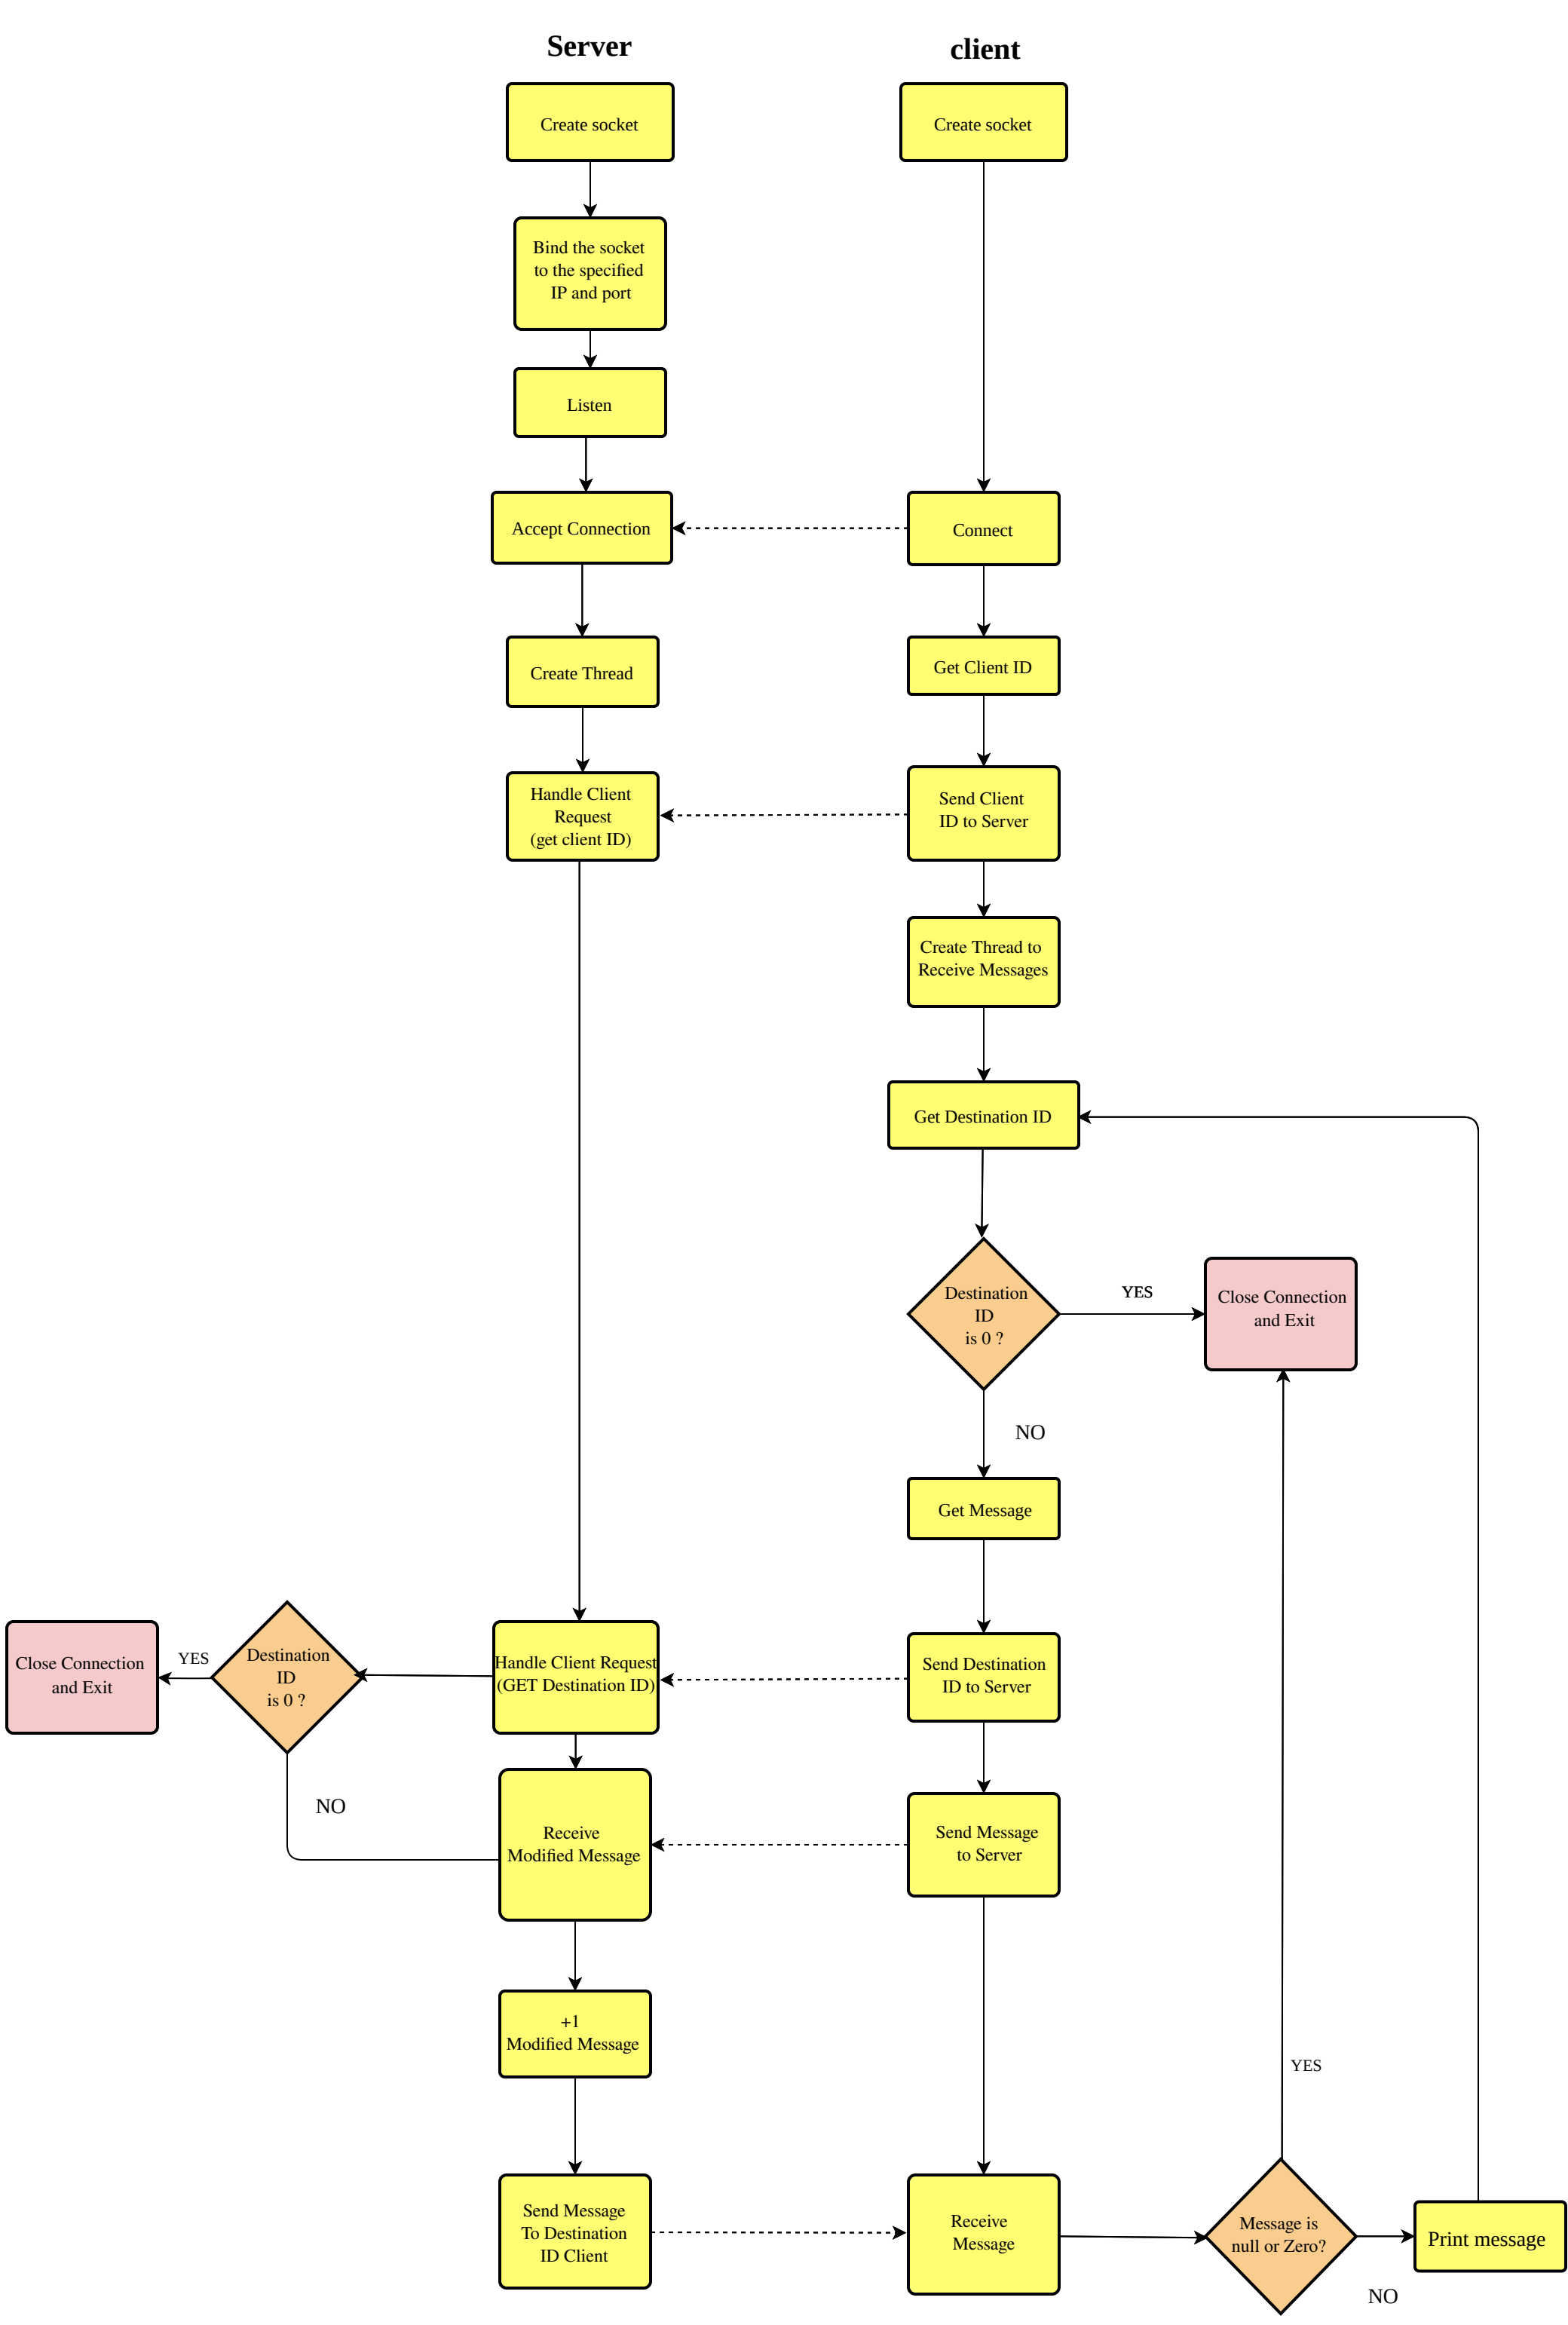 Server
client
Create socket
Create socket
Bind the socket
to the specified
IP and port
Listen
Accept Connection
Connect
Create Thread
Get Client ID
Handle Client
Request
(get client ID)
Send Client
ID to Server
Create Thread to
Receive Messages
Get Destination ID
Destination
ID
is 0 ?
YES
Close Connection
and Exit
NO
Get Message
Close Connection
and Exit
YES
Destination
ID
is 0 ?
Handle Client Request
(GET Destination ID)
Send Destination
ID to Server
NO
Receive
Modified Message
Send Message
to Server
+1
Modified Message
YES
Send Message
To Destination
ID Client
Receive
Message
Message is
null or Zero?
Print message
NO